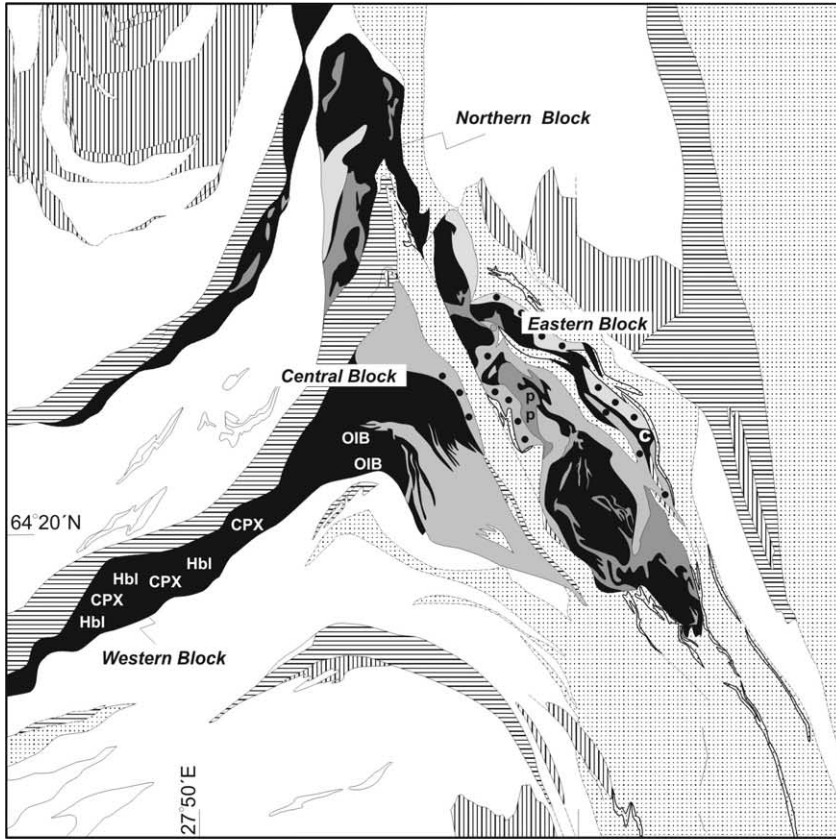 Northern Block
Eastern Block
Central Block
P
P
C
OIB
OIB
64°20´N
CPX
Hbl
Hbl
CPX
CPX
Hbl
Western Block
27°50´E